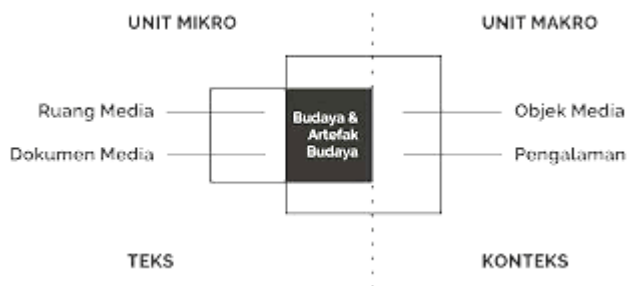 UNIT MIKRO
UNIT MAKRO
Ruang Media
Dokumen Media
Budaya &
Artefak
Budaya
Objek Media
Pengalaman
TEKS
KONTEKS